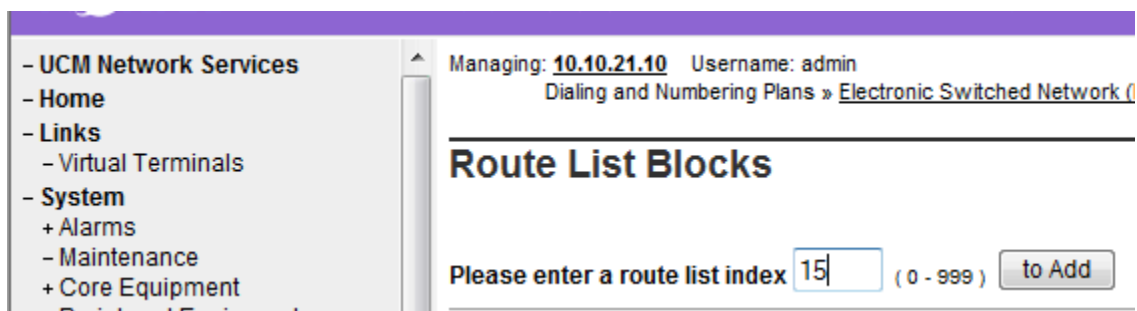 – UCM Network Services
– Home
– Links
– Virtual Terminals
– System
+ Alarms
– Maintenance
+ Core Equipment
Managing: 10.10.21.10 Username: admin
Dialing and Numbering Plans » Electronic Switched Network (
Route List Blocks
Please enter a route list index 15 ( 0 - 999 ) to Add